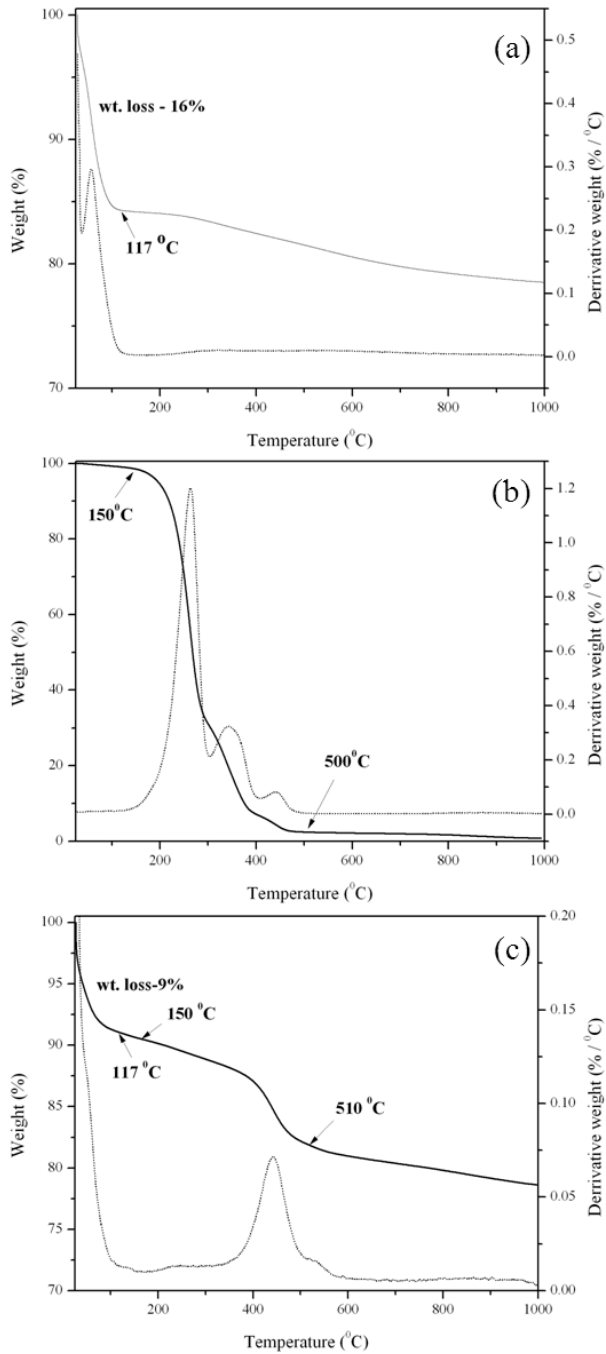 (a)
wt. loss - 16%
117 ⁰C
Weight (%)
100
90
80
70
200
400
600
800
1000
Temperature (⁰C)
0.5
0.4
0.3
0.2
0.1
0.0
Derrivative weight (% / ⁰C)
(b)
150⁰C
500⁰C
Weight (%)
100
80
60
40
30
20
10
0
200
400
600
800
1000
Temperature (⁰C)
1.2
1.0
0.8
0.6
0.4
0.2
0.0
Derivative weight (% / ⁰C)
(c)
wt. loss-9%
150 ⁰C
117 ⁰C
510 ⁰C
Weight (%)
100
95
90
85
80
75
70
200
400
600
800
1000
Temperature (⁰C)
0.20
0.15
0.10
0.05
0.00
Derrivative weight (% / ⁰C)